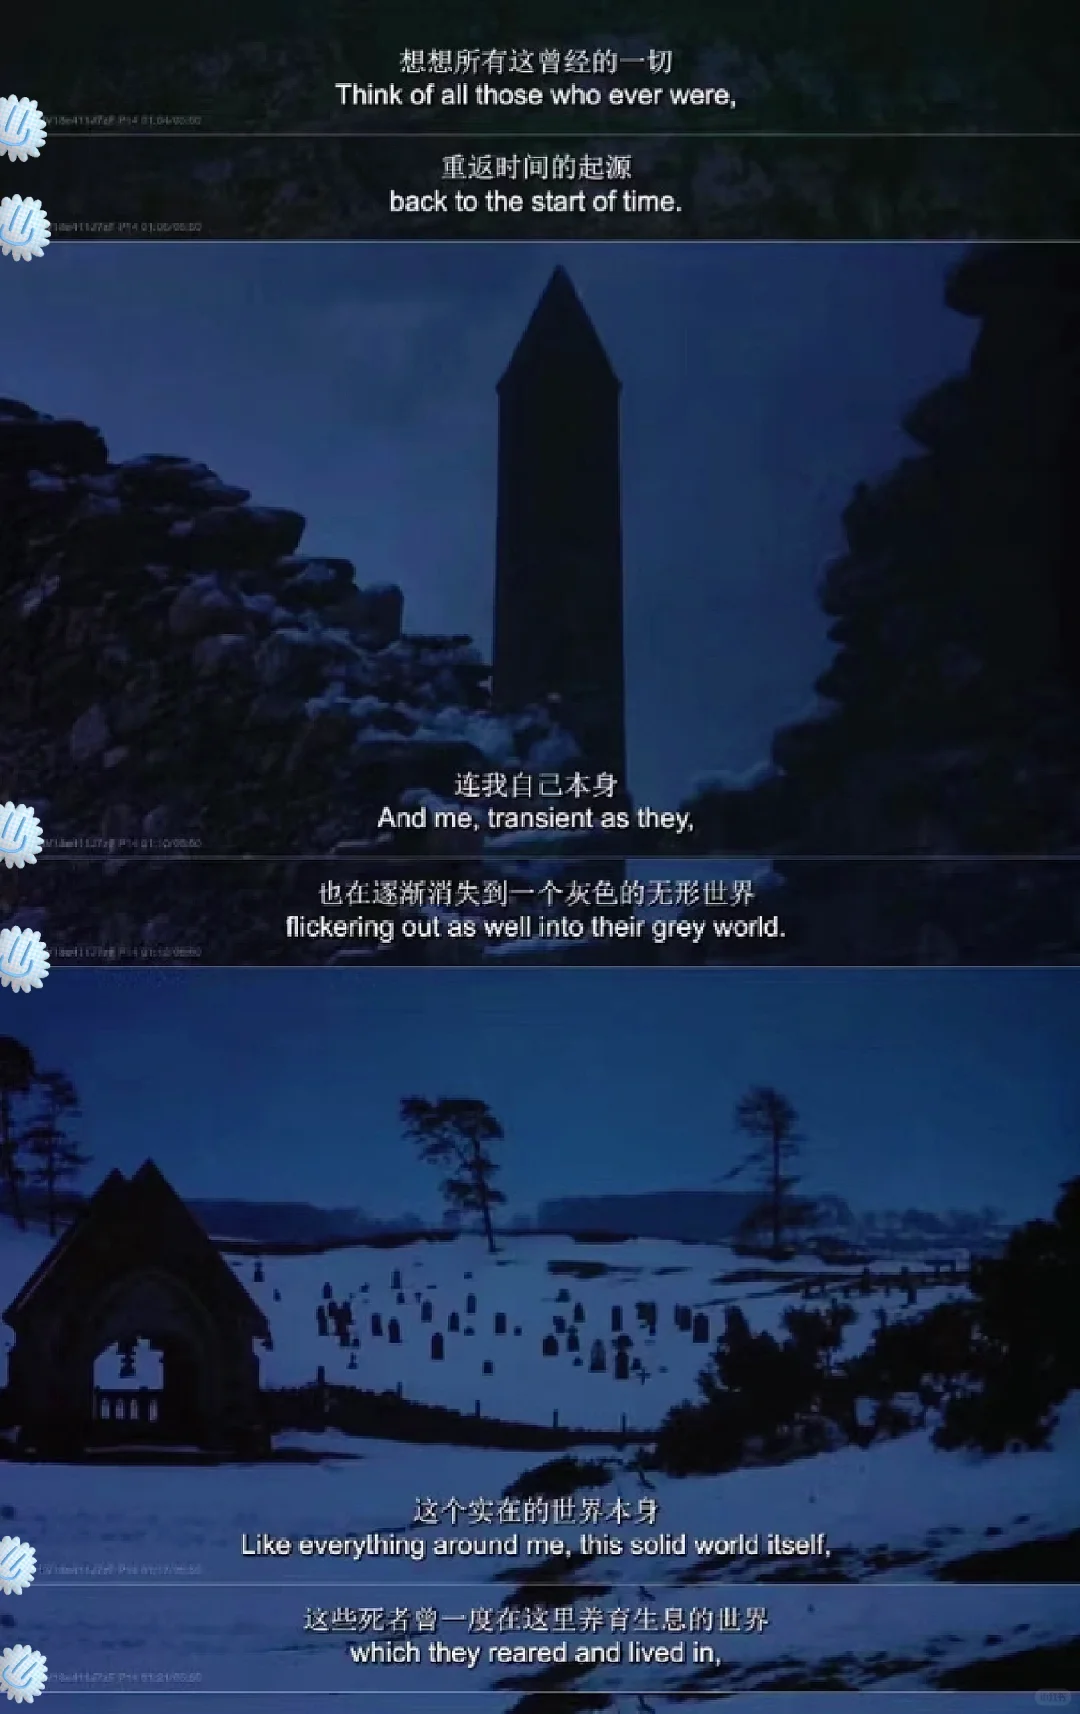 想想所有这曾经的一切
Think of all those who ever were,
重返时间的起源
back to the start of time.
连我自己本身
And me, transient as they,
也在逐渐消失到一个灰色的无形世界
flickering out as well into their grey world.
这个实在的世界本身
Like everything around me, this solid world itself,
这些死者曾一度在这里养育生息的世界
which they reared and lived in,